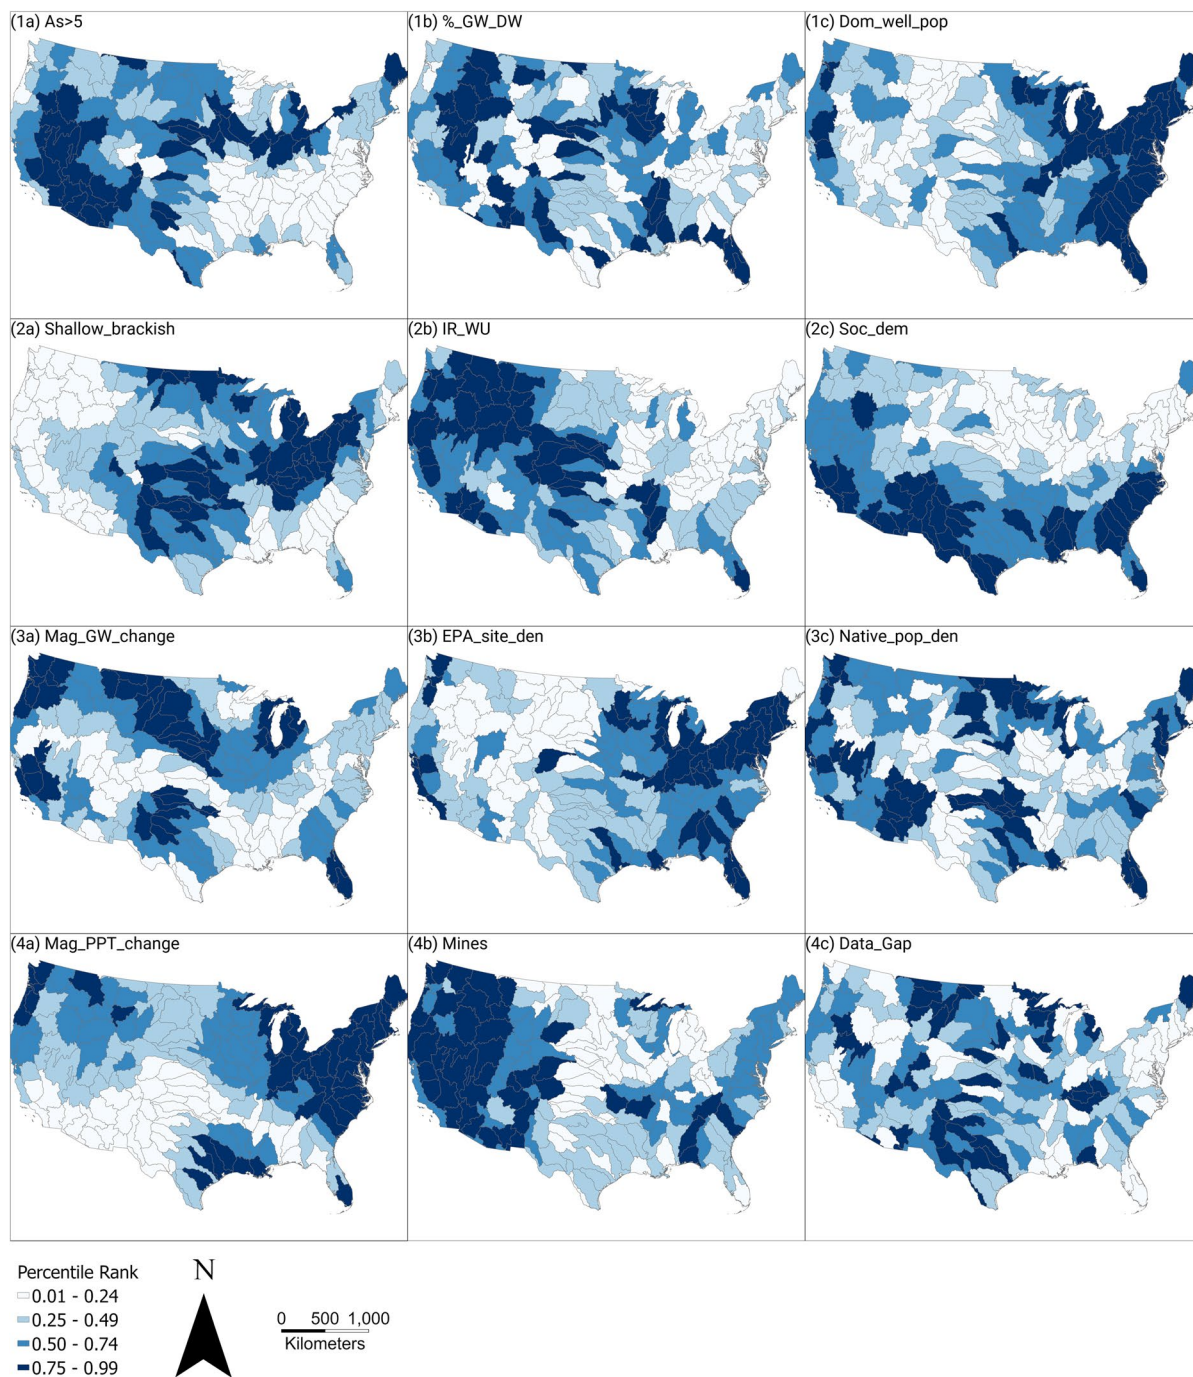 (1a) As>5
(1b) %_GW_DW
(1c) Dom_well_pop
(2a) Shallow_brackish
(2b) IR_WU
(2c) Soc_dem
(3a) Mag_GW_change
(3b) EPA_site_den
(3c) Native_pop_den
(4a) Mag_PPT_change
(4b) Mines
(4c) Data_Gap
Percentile Rank
0.01 - 0.24
0.25 - 0.49
0.50 - 0.74
0.75 - 0.99
N
0 500 1,000
Kilometers